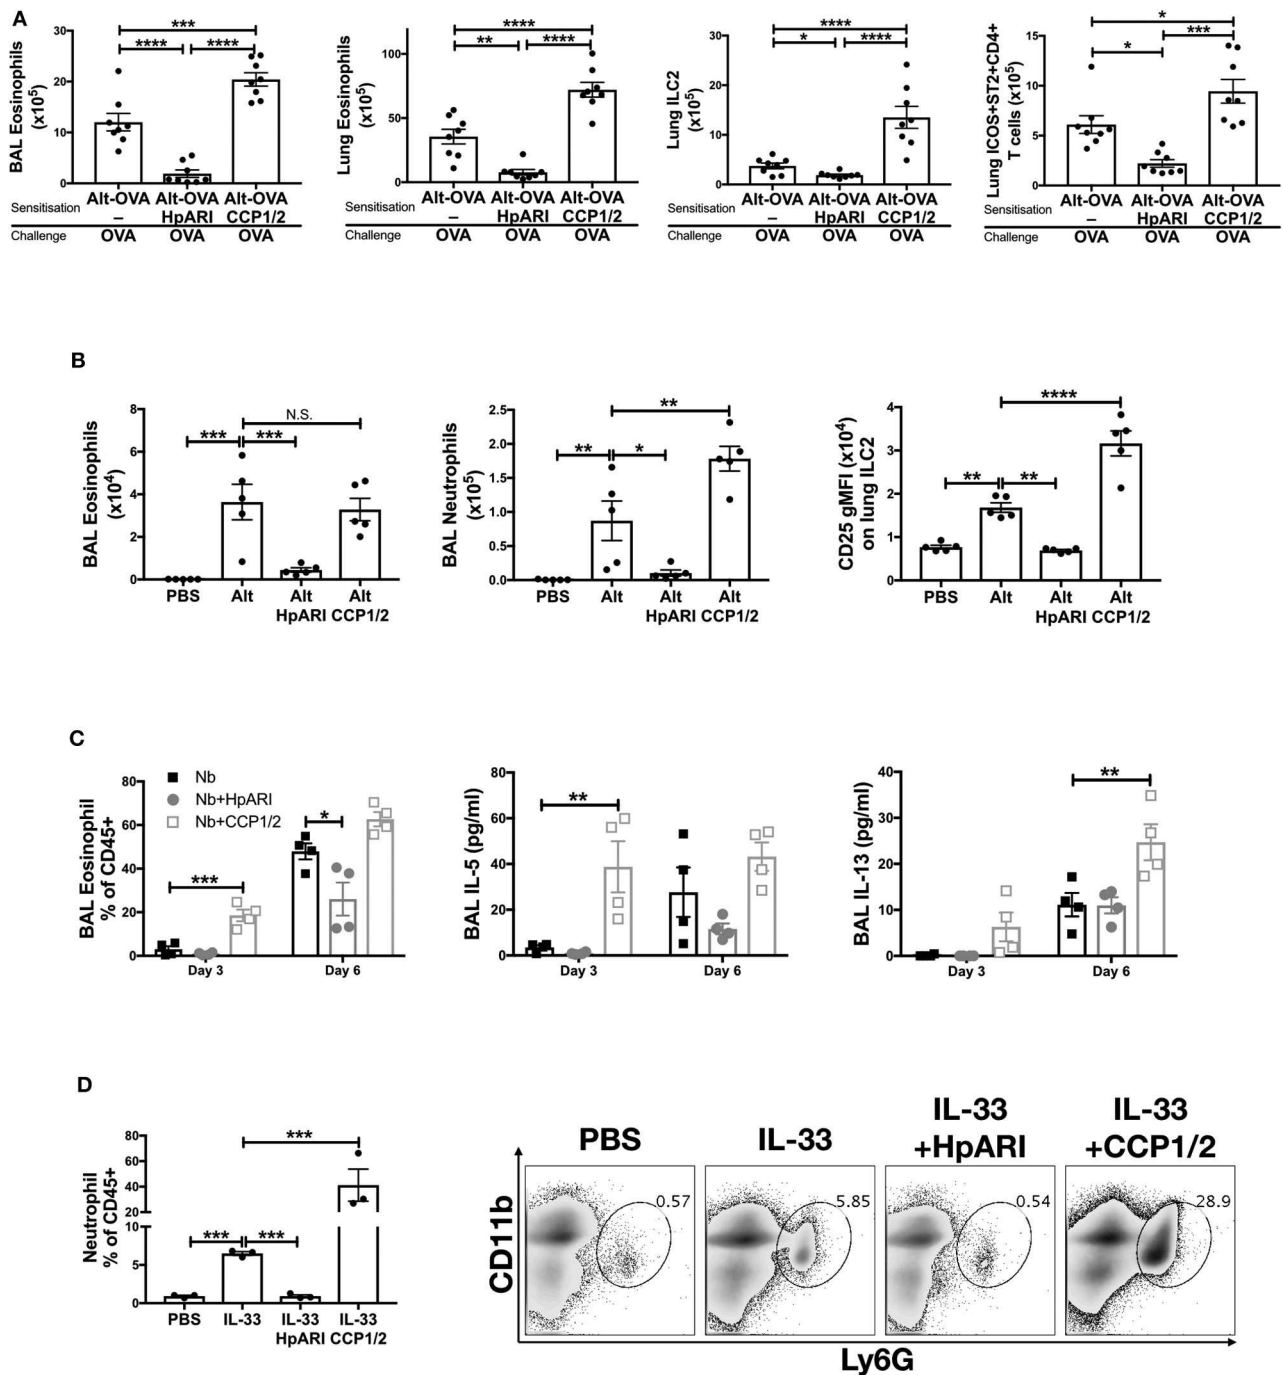 A
BAL Eosinophils
(x10⁵)
30
20
10
0
***
****
****
Sensitisation
Alt-OVA Alt-OVA Alt-OVA
– HpARI CCP1/2
Challenge
OVA OVA OVA
Lung Eosinophils
(x10⁵)
100
50
0
****
**
****
Sensitisation
Alt-OVA Alt-OVA Alt-OVA
– HpARI CCP1/2
Challenge
OVA OVA OVA
Lung ILC2
(x10⁵)
30
20
10
0
****
*
****
Sensitisation
Alt-OVA Alt-OVA Alt-OVA
– HpARI CCP1/2
Challenge
OVA OVA OVA
Lung ICOS+ST2+CD4+
T cells (x10⁵)
15
10
5
0
*
*
***
Sensitisation
Alt-OVA Alt-OVA Alt-OVA
– HpARI CCP1/2
Challenge
OVA OVA OVA
B
BAL Eosinophils
(x10⁴)
8
6
4
2
0
N.S.
***
***
PBS Alt Alt Alt
HpARI CCP1/2
BAL Neutrophils
(x10⁵)
2.5
2.0
1.5
1.0
0.5
0.0
**
**
*
PBS Alt Alt Alt
HpARI CCP1/2
CD25 gMFI (x10⁴)
on lung ILC2
4
3
2
1
0
****
**
**
PBS Alt Alt Alt
HpARI CCP1/2
C
BAL Eosinophil
% of CD45+
80
60
40
20
0
Nb
Nb+HpARI
Nb+CCP1/2
***
*
Day 3 Day 6
BAL IL-5 (pg/ml)
80
60
40
20
0
**
Day 3 Day 6
BAL IL-13 (pg/ml)
40
30
20
10
0
**
Day 3 Day 6
D
Neutrophil
% of CD45+
80
60
40
20
10
5
0
***
***
***
PBS IL-33 IL-33 IL-33
HpARI CCP1/2
PBS
IL-33
IL-33
+HpARI
IL-33
+CCP1/2
0.57
5.85
0.54
28.9
CD11b
Ly6G